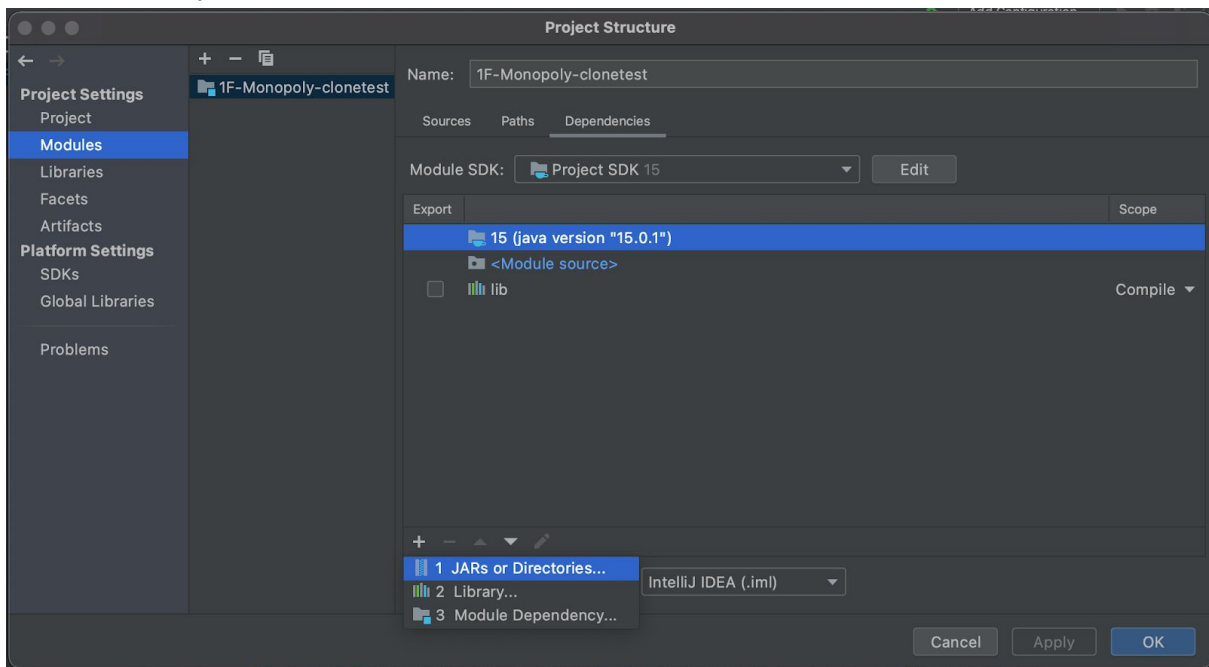 Add Configuration
Project Structure
Project Settings
Project
Modules
Libraries
Facets
Artifacts
Platform Settings
SDKs
Global Libraries
Problems
1F-Monopoly-clonetest
Name: 1F-Monopoly-clonetest
Sources Paths Dependencies
Module SDK: Project SDK 15 Edit
Export Scope
15 (java version "15.0.1")
<Module source>
lib Compile
1 JARs or Directories...
2 Library...
3 Module Dependency...
IntelliJ IDEA (.iml)
Cancel Apply OK